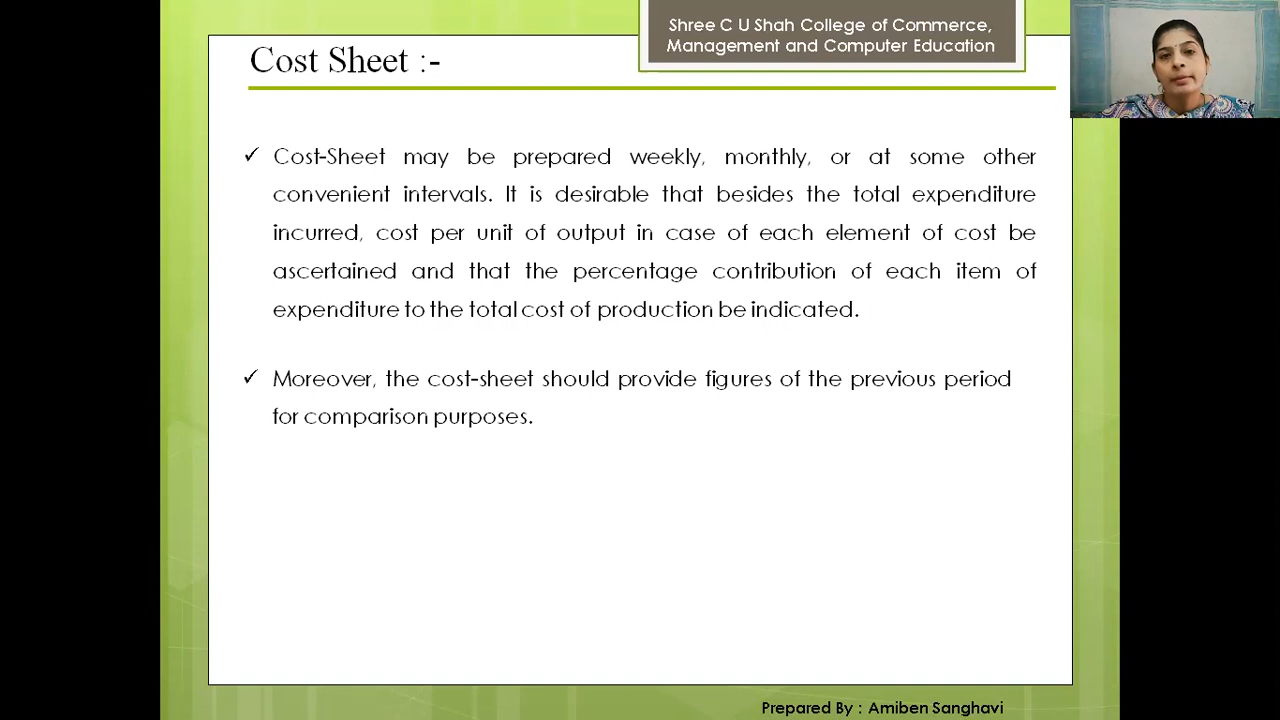 Shree C U Shah College of Commerce,
Management and Computer Education
Cost Sheet :-
✓ Cost-Sheet may be prepared weekly, monthly, or at some other
convenient intervals. It is desirable that besides the total expenditure
incurred, cost per unit of output in case of each element of cost be
ascertained and that the percentage contribution of each item of
expenditure to the total cost of production be indicated.
✓ Moreover, the cost-sheet should provide figures of the previous period
for comparison purposes.
Prepared By : Amiben Sanghavi